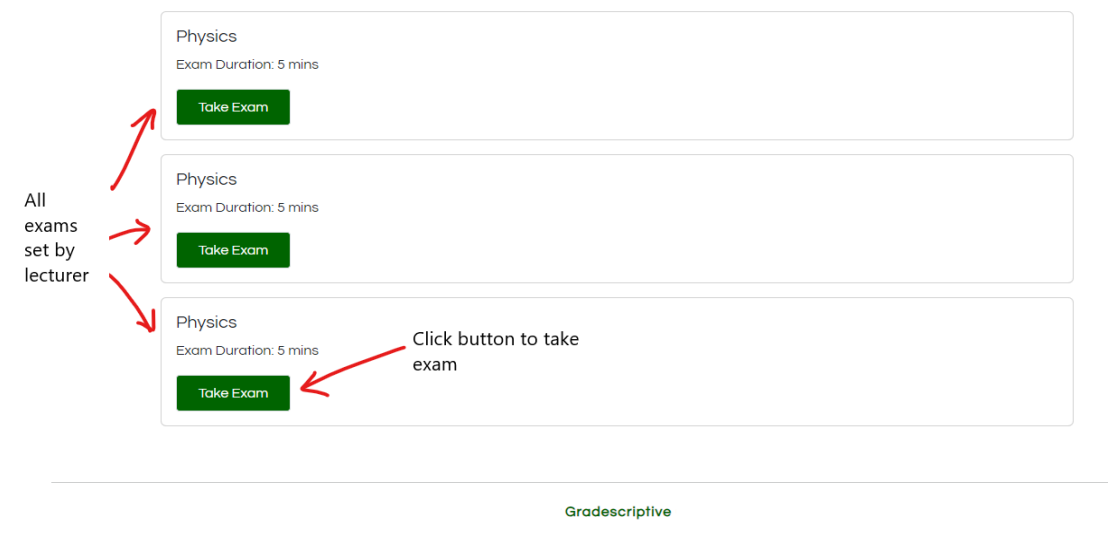 Physics
Exam Duration: 5 mins
Take Exam
Physics
Exam Duration: 5 mins
Take Exam
All
exams
set by
lecturer
Physics
Exam Duration: 5 mins
Take Exam
Click button to take
exam
Gradescriptive